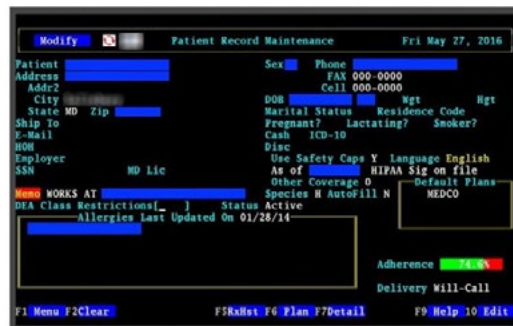 Modify Patient Record Maintenance Fri May 27, 2016
Patient Sex Phone
Address FAX 000-0000
Addr2 Cell 000-0000
City DOB Wgt Hgt
State MD Zip Marital Status Residence Code
Ship To Pregnant? Lactating? Smoker?
E-Mail Cash ICD-10
HOH Disc
Employer Use Safety Caps Y Language English
SSN MD Lic As of HIPAA Sig on file
Other Coverage 0 Default Plans
Memo WORKS AT Species H AutoFill N MEDCO
DEA Class Restrictions[_ ] Status Active
Allergies Last Updated On 01/28/14
Adherence 74.6%
Delivery Will-Call
F1 Menu F2Clear F5RxHst F6 Plan F7Detail F9 Help 10 Edit